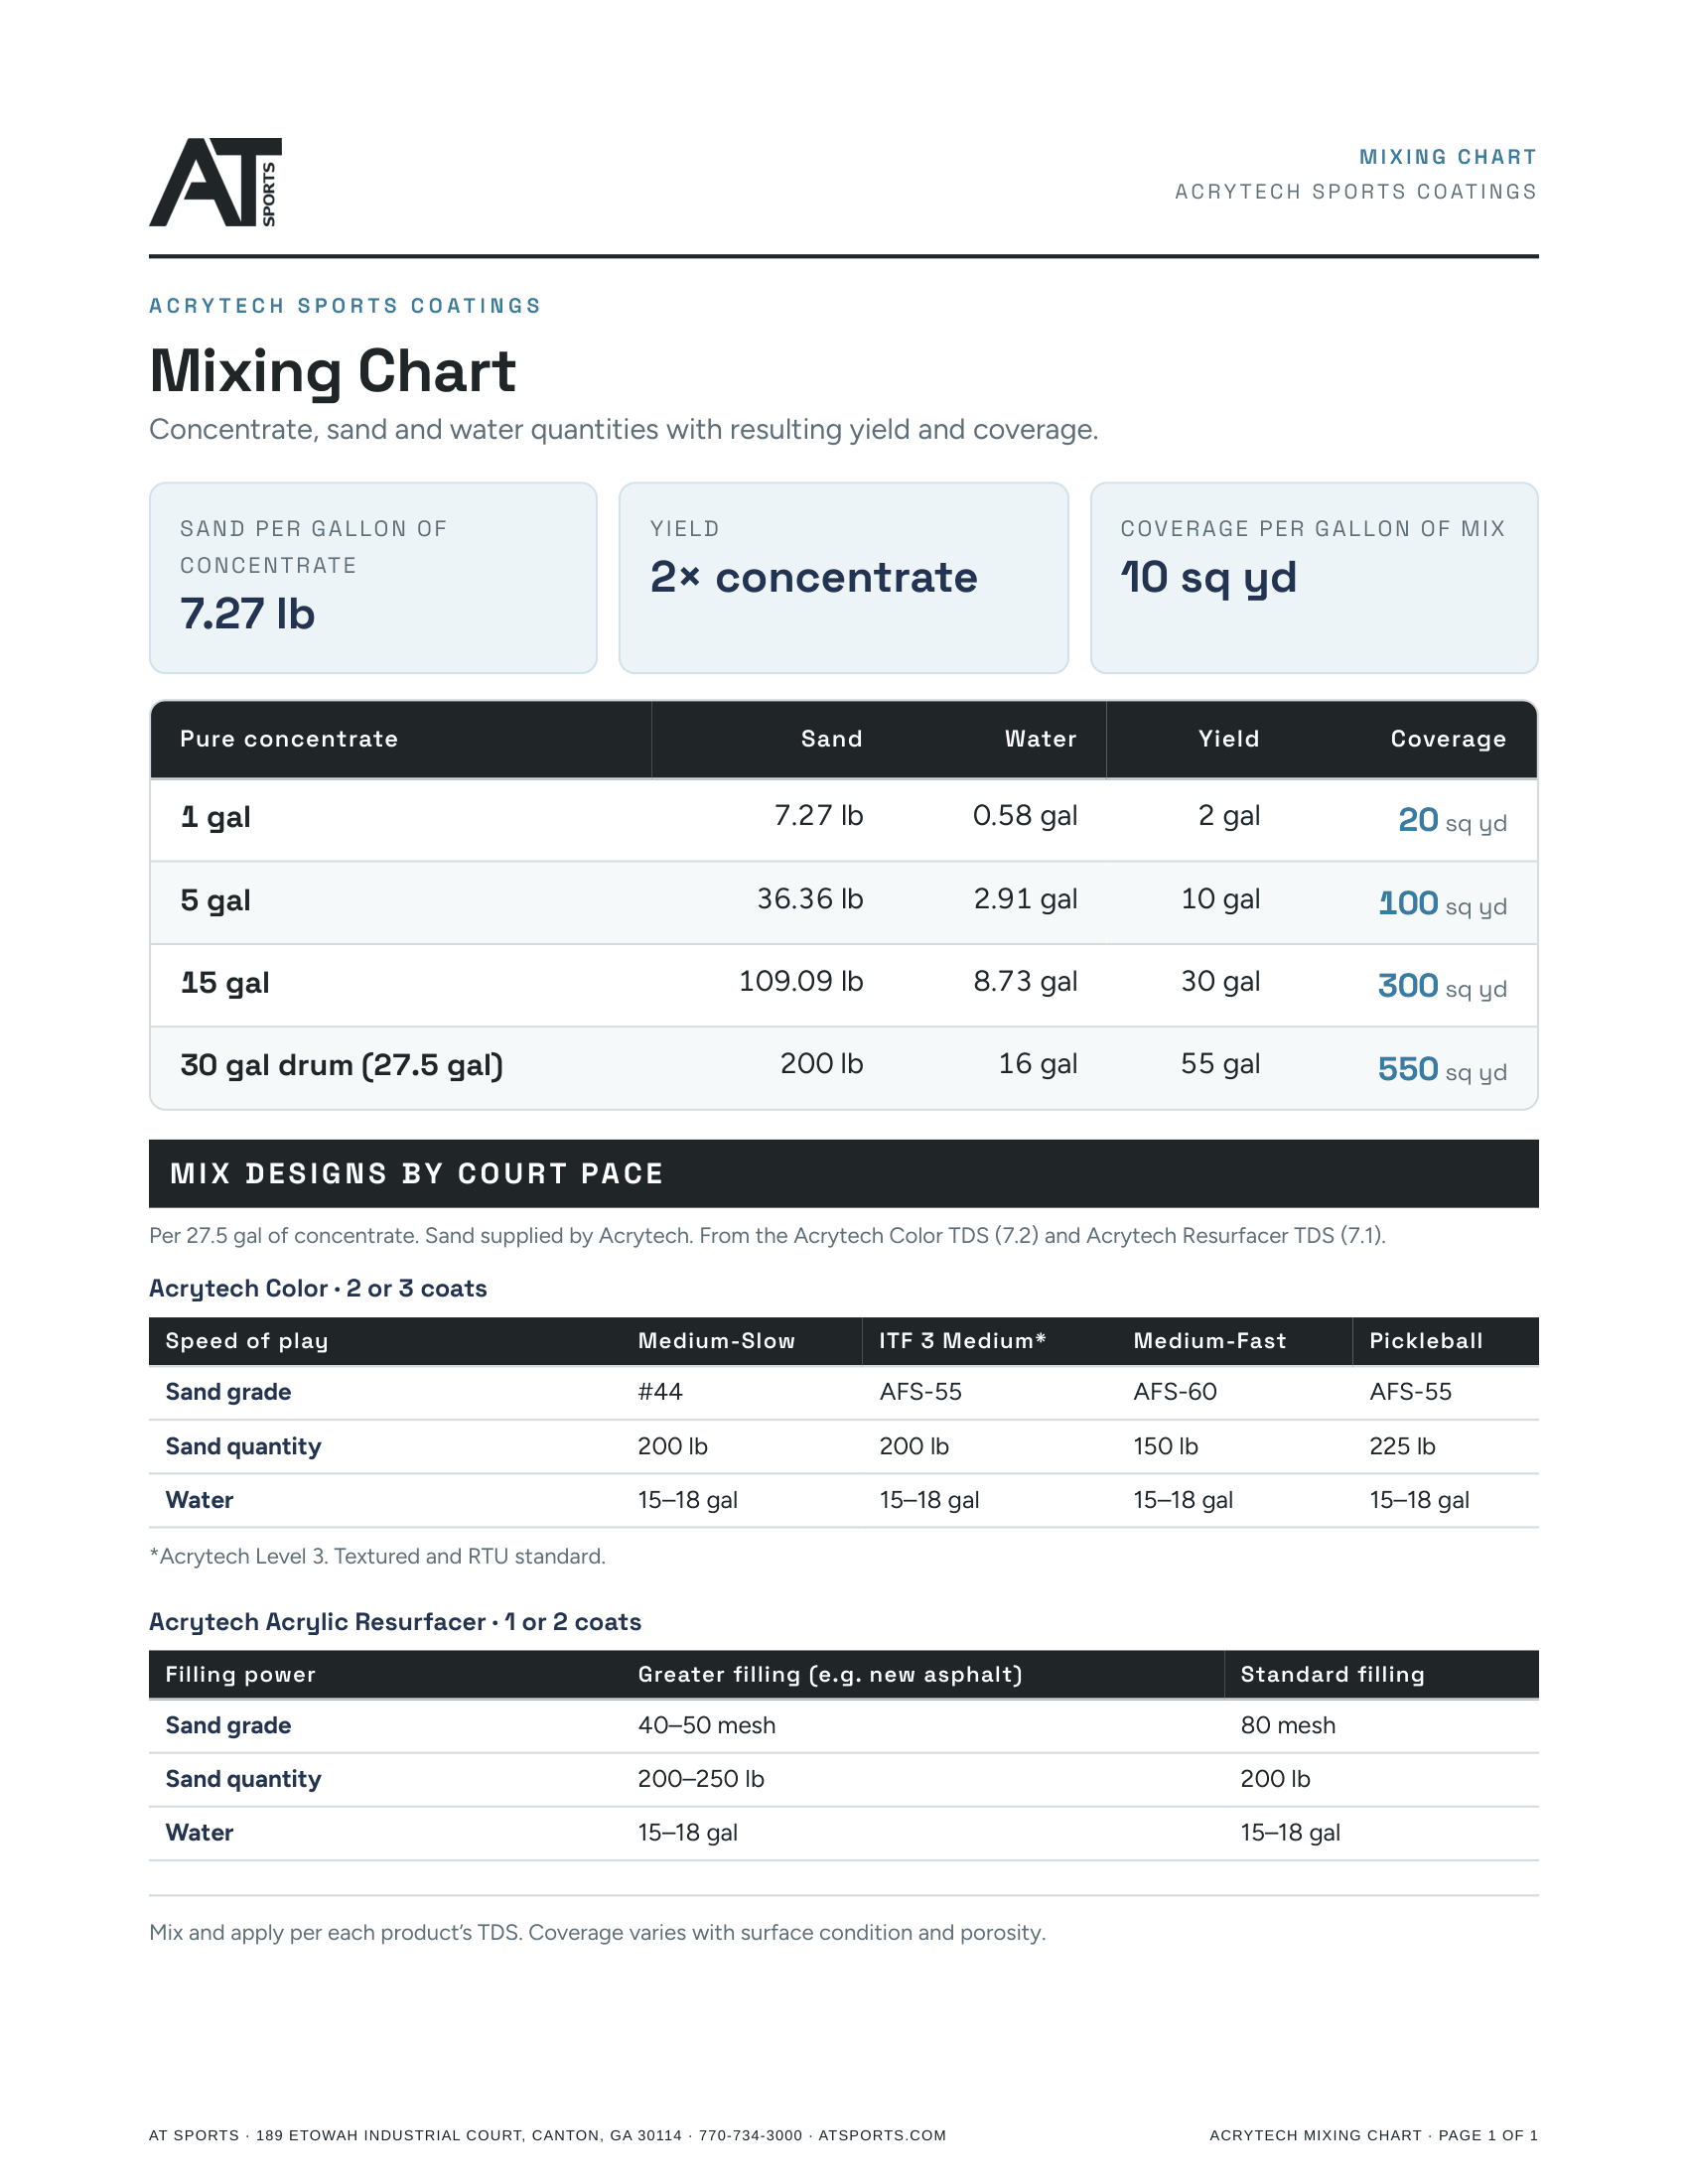 AT SPORTS
MIXING CHART
ACRYTECH SPORTS COATINGS
ACRYTECH SPORTS COATINGS
Mixing Chart
Concentrate, sand and water quantities with resulting yield and coverage.
SAND PER GALLON OF
CONCENTRATE
7.27 lb
YIELD
2× concentrate
COVERAGE PER GALLON OF MIX
10 sq yd
Pure concentrate Sand Water Yield Coverage
1 gal 7.27 lb 0.58 gal 2 gal 20 sq yd
5 gal 36.36 lb 2.91 gal 10 gal 100 sq yd
15 gal 109.09 lb 8.73 gal 30 gal 300 sq yd
30 gal drum (27.5 gal) 200 lb 16 gal 55 gal 550 sq yd
MIX DESIGNS BY COURT PACE
Per 27.5 gal of concentrate. Sand supplied by Acrytech. From the Acrytech Color TDS (7.2) and Acrytech Resurfacer TDS (7.1).
Acrytech Color · 2 or 3 coats
Speed of play Medium-Slow ITF 3 Medium* Medium-Fast Pickleball
Sand grade #44 AFS-55 AFS-60 AFS-55
Sand quantity 200 lb 200 lb 150 lb 225 lb
Water 15–18 gal 15–18 gal 15–18 gal 15–18 gal
*Acrytech Level 3. Textured and RTU standard.
Acrytech Acrylic Resurfacer · 1 or 2 coats
Filling power Greater filling (e.g. new asphalt) Standard filling
Sand grade 40–50 mesh 80 mesh
Sand quantity 200–250 lb 200 lb
Water 15–18 gal 15–18 gal
Mix and apply per each product’s TDS. Coverage varies with surface condition and porosity.
AT SPORTS · 189 ETOWAH INDUSTRIAL COURT, CANTON, GA 30114 · 770-734-3000 · ATSPORTS.COM
ACRYTECH MIXING CHART · PAGE 1 OF 1